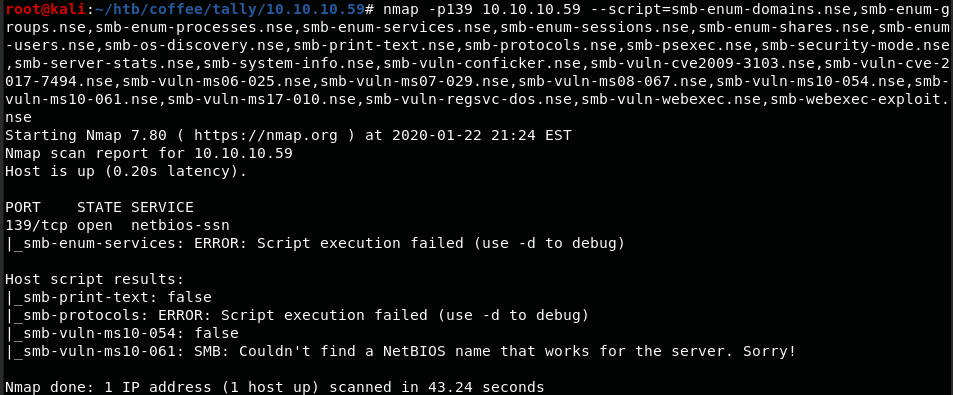 root@kali:~/htb/coffee/tally/10.10.10.59# nmap -p139 10.10.10.59 --script=smb-enum-domains.nse,smb-enum-g
roups.nse,smb-enum-processes.nse,smb-enum-services.nse,smb-enum-sessions.nse,smb-enum-shares.nse,smb-enum
-users.nse,smb-os-discovery.nse,smb-print-text.nse,smb-protocols.nse,smb-psexec.nse,smb-security-mode.nse
,smb-server-stats.nse,smb-system-info.nse,smb-vuln-conficker.nse,smb-vuln-cve2009-3103.nse,smb-vuln-cve-2
017-7494.nse,smb-vuln-ms06-025.nse,smb-vuln-ms07-029.nse,smb-vuln-ms08-067.nse,smb-vuln-ms10-054.nse,smb-
vuln-ms10-061.nse,smb-vuln-ms17-010.nse,smb-vuln-regsvc-dos.nse,smb-vuln-webexec.nse,smb-webexec-exploit.
nse
Starting Nmap 7.80 ( https://nmap.org ) at 2020-01-22 21:24 EST
Nmap scan report for 10.10.10.59
Host is up (0.20s latency).

PORT    STATE SERVICE
139/tcp open  netbios-ssn
|_smb-enum-services: ERROR: Script execution failed (use -d to debug)

Host script results:
|_smb-print-text: false
|_smb-protocols: ERROR: Script execution failed (use -d to debug)
|_smb-vuln-ms10-054: false
|_smb-vuln-ms10-061: SMB: Couldn't find a NetBIOS name that works for the server. Sorry!

Nmap done: 1 IP address (1 host up) scanned in 43.24 seconds